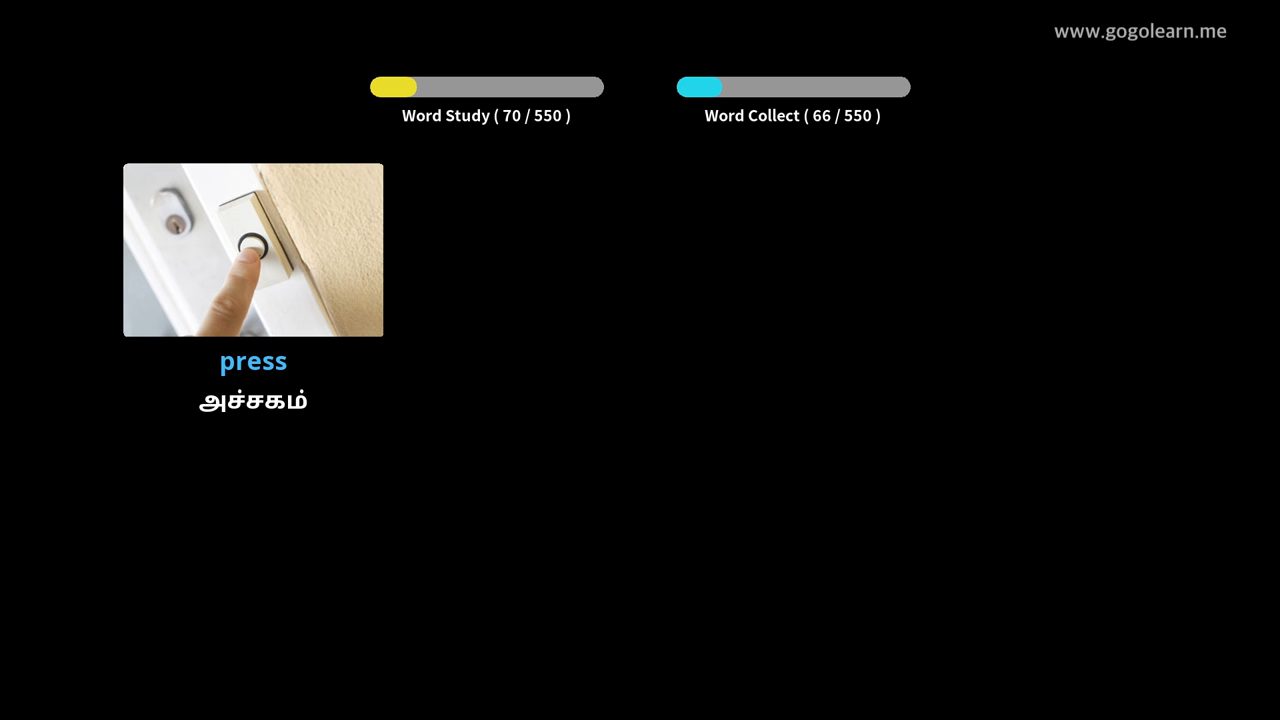 www.gogolearn.me
Word Study ( 70 / 550 )
Word Collect ( 66 / 550 )
press
அச்சகம்